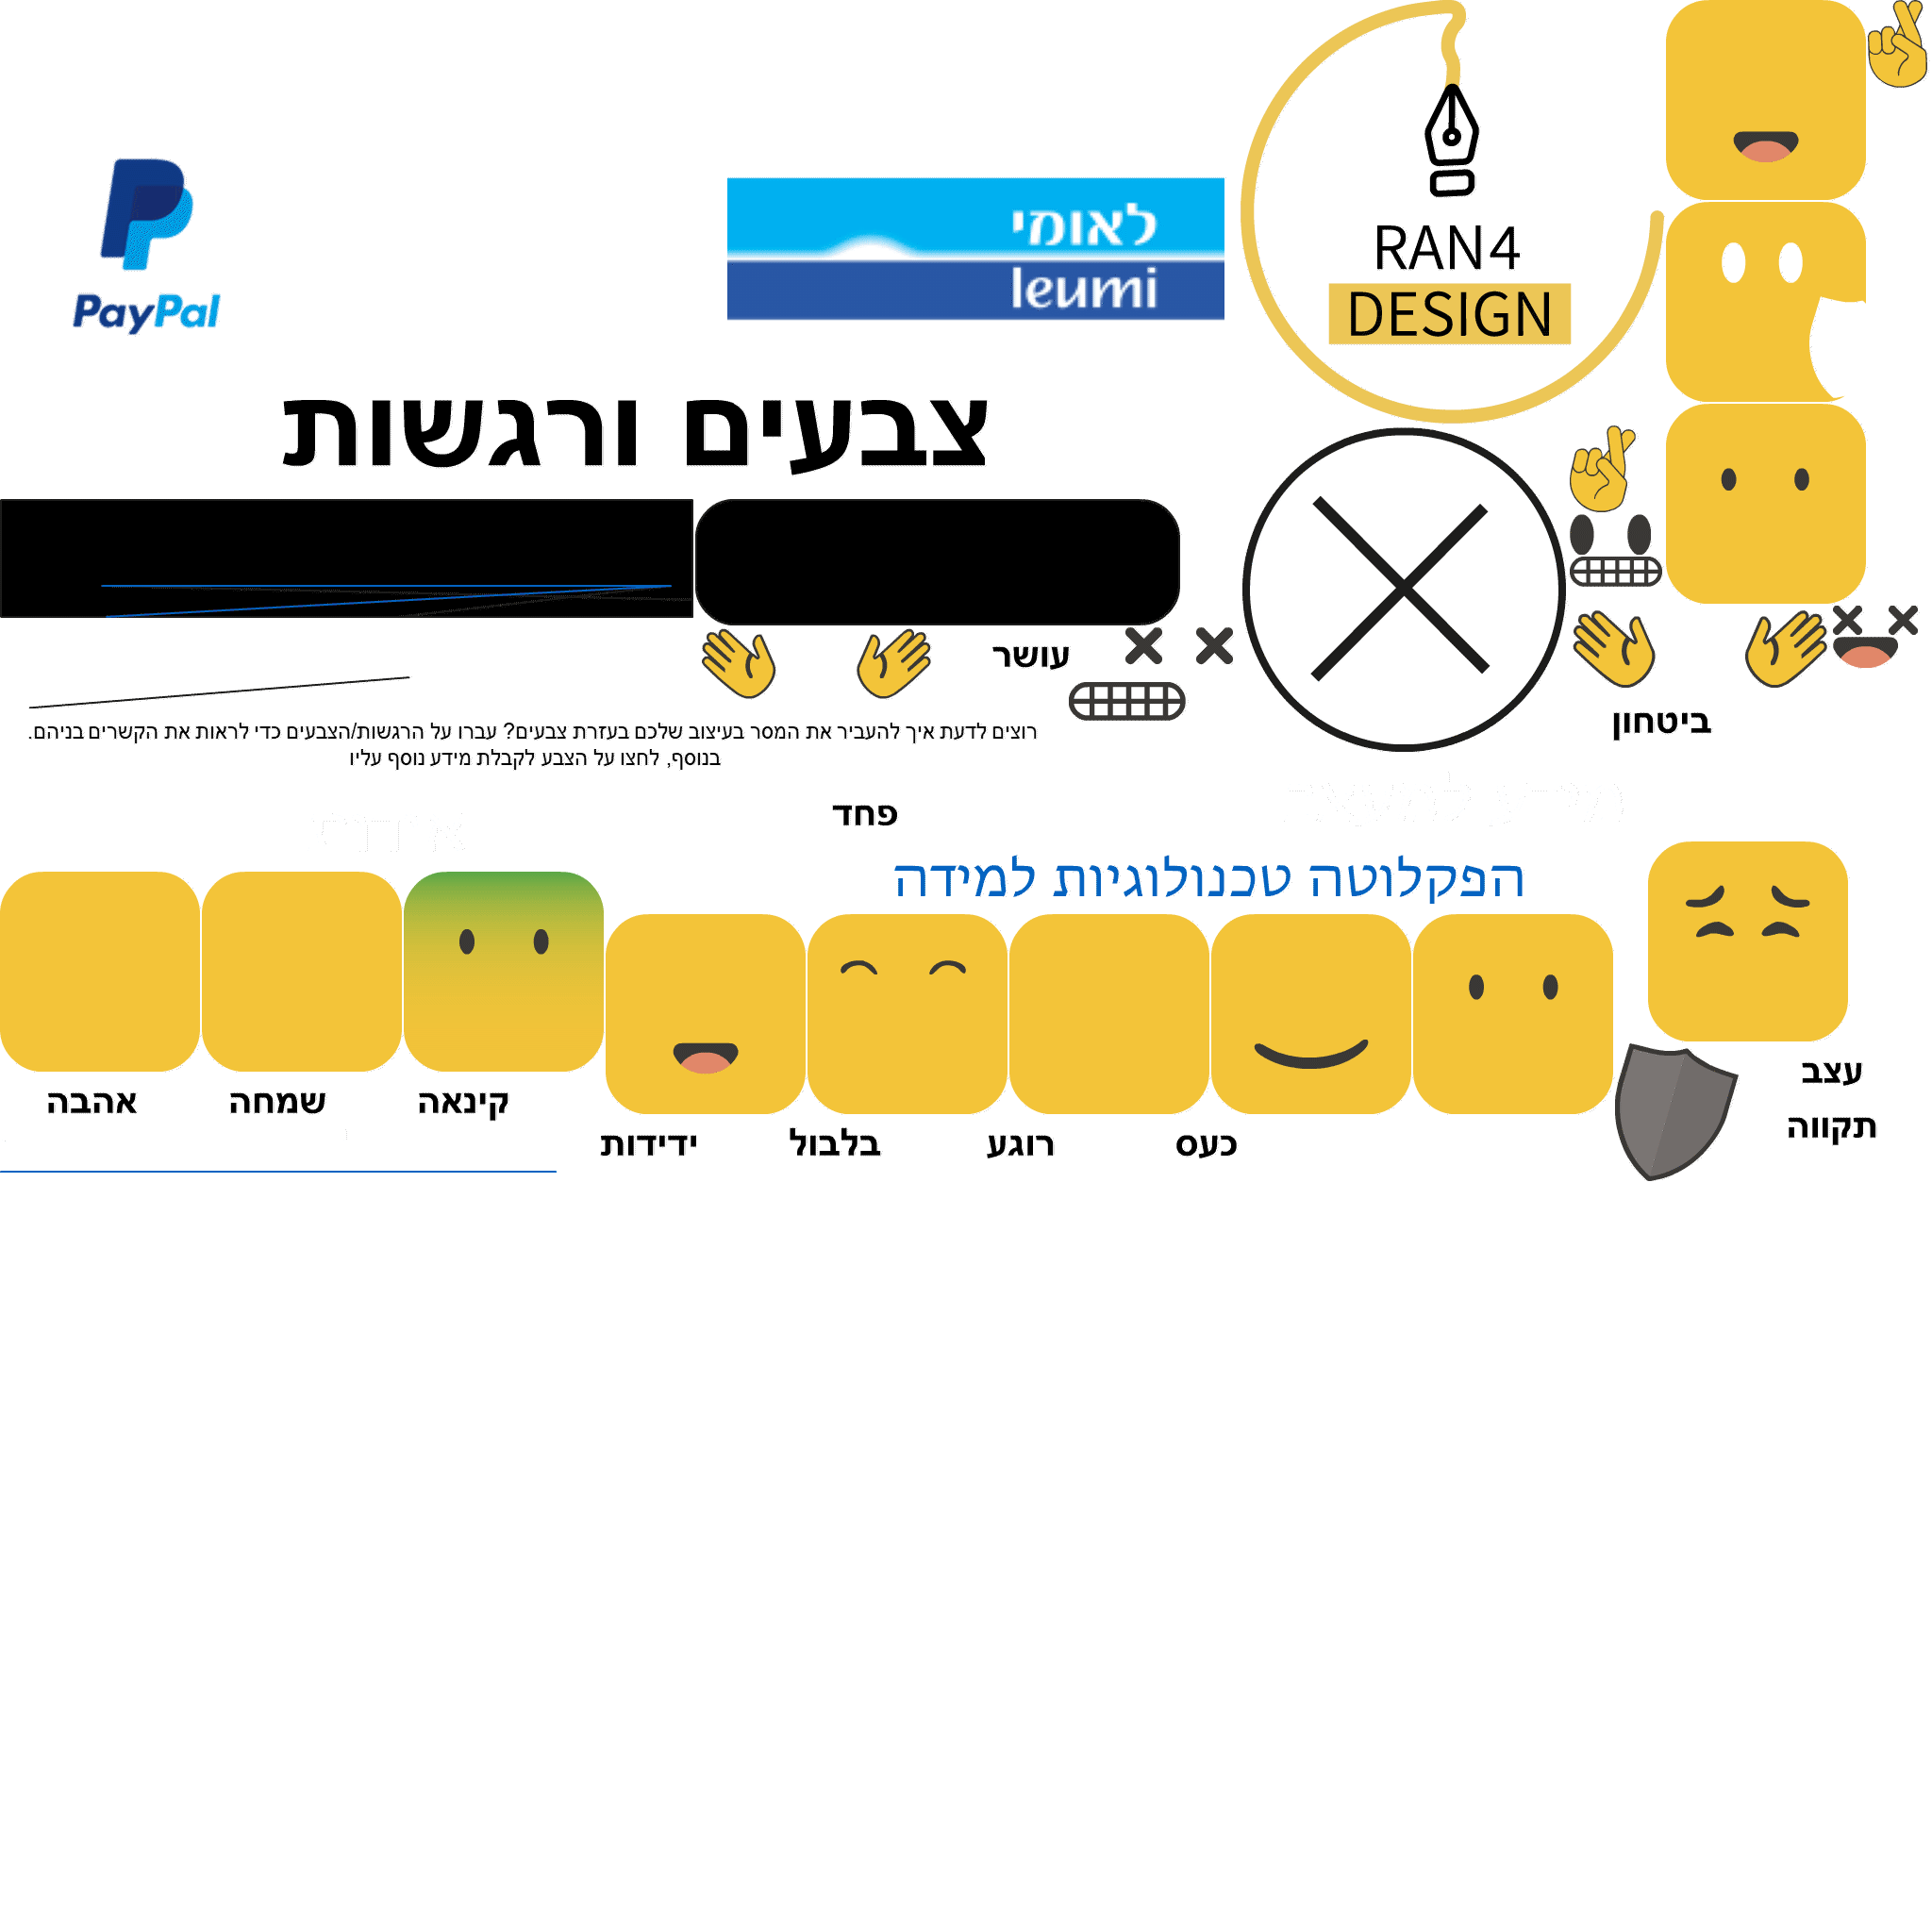 RAN4
DESIGN
PayPal
לאומי
leumi
צבעים ורגשות
עושר
ביטחון
רוצים לדעת איך להעביר את המסר בעיצוב שלכם בעזרת צבעים? עברו על הרגשות/הצבעים כדי לראות את הקשרים בניהם.
בנוסף, לחצו על הצבע לקבלת מידע נוסף עליו
פחד
הפקלוטה טכנולוגיות למידה
עצב
אהבה
שמחה
קינאה
תקווה
ידידות
בלבול
רוגע
כעס